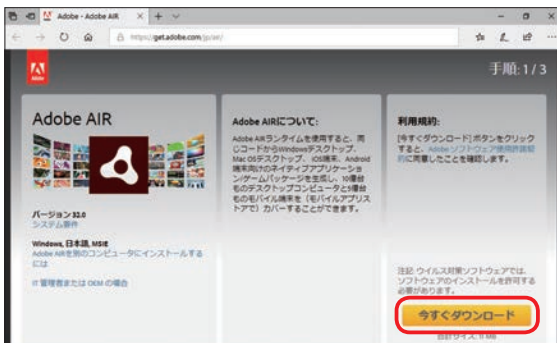 Adobe - Adobe AIR
https://get.adobe.com/jp/air/
Adobe
手順: 1 / 3
Adobe AIR
バージョン 32.0
システム要件
Windows, 日本語, MSIE
Adobe AIRを別のコンピュータにインストールする
には
IT 管理者または OEM の場合
Adobe AIRについて:
Adobe AIRランタイムを使用すると、同
じコードからWindowsデスクトップ、
Mac OSデスクトップ、iOS端末、Android
端末向けのネイティブアプリケーショ
ン/ゲームパッケージを生成し、10億台
ものデスクトップコンピュータと5億台
ものモバイル端末を（モバイルアプリス
トアで）カバーすることができます。
利用規約:
[今すぐダウンロード] ボタンをクリック
すると、Adobe ソフトウェア使用許諾契
約に同意したことを確認します。
注記: ウイルス対策ソフトウェアでは、
ソフトウェアのインストールを許可する
必要があります。
今すぐダウンロード
合計サイズ: 11 MB